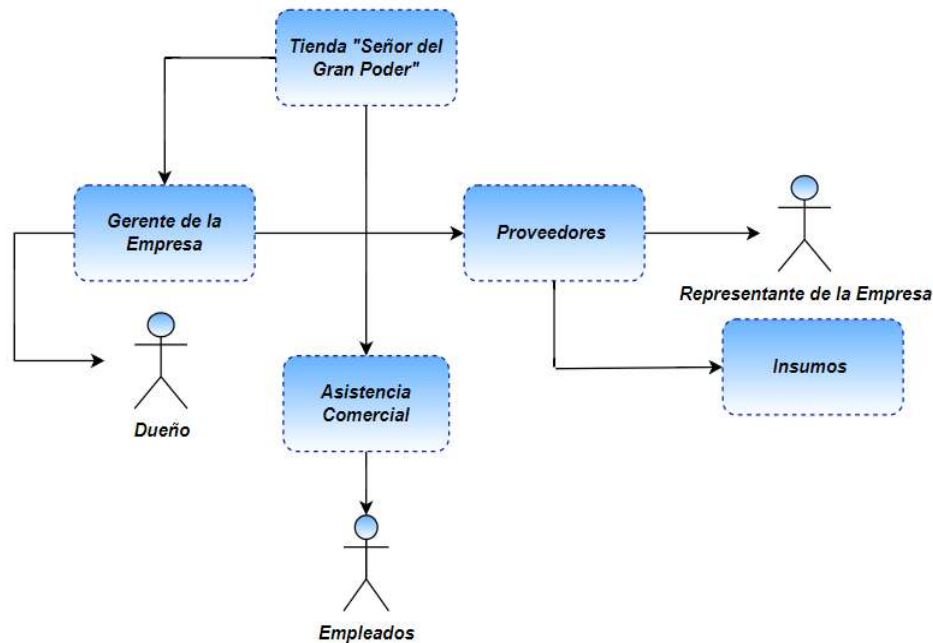 Tienda "Señor del
Gran Poder"
Gerente de la
Empresa
Proveedores
Representante de la Empresa
Insumos
Asistencia
Comercial
Dueño
Empleados